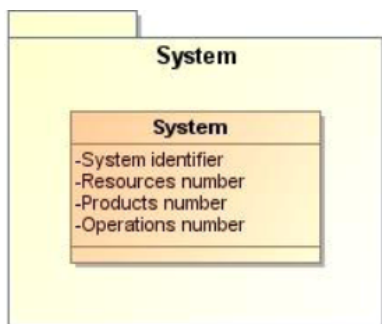 System
System
-System identifier
-Resources number
-Products number
-Operations number